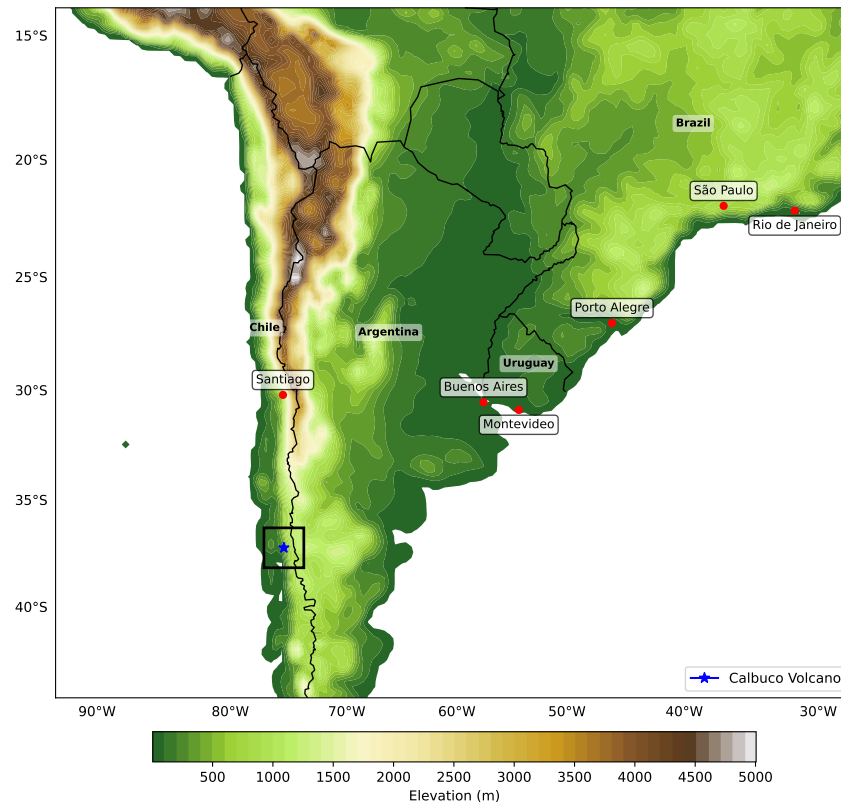 15°S
Brazil
20°S
São Paulo
Rio de Janeiro
25°S
Porto Alegre
Chile
Argentina
Uruguay
Santiago
30°S
Buenos Aires
Montevideo
35°S
40°S
Calbuco Volcano
90°W 80°W 70°W 60°W 50°W 40°W 30°W
500 1000 1500 2000 2500 3000 3500 4000 4500 5000
Elevation (m)